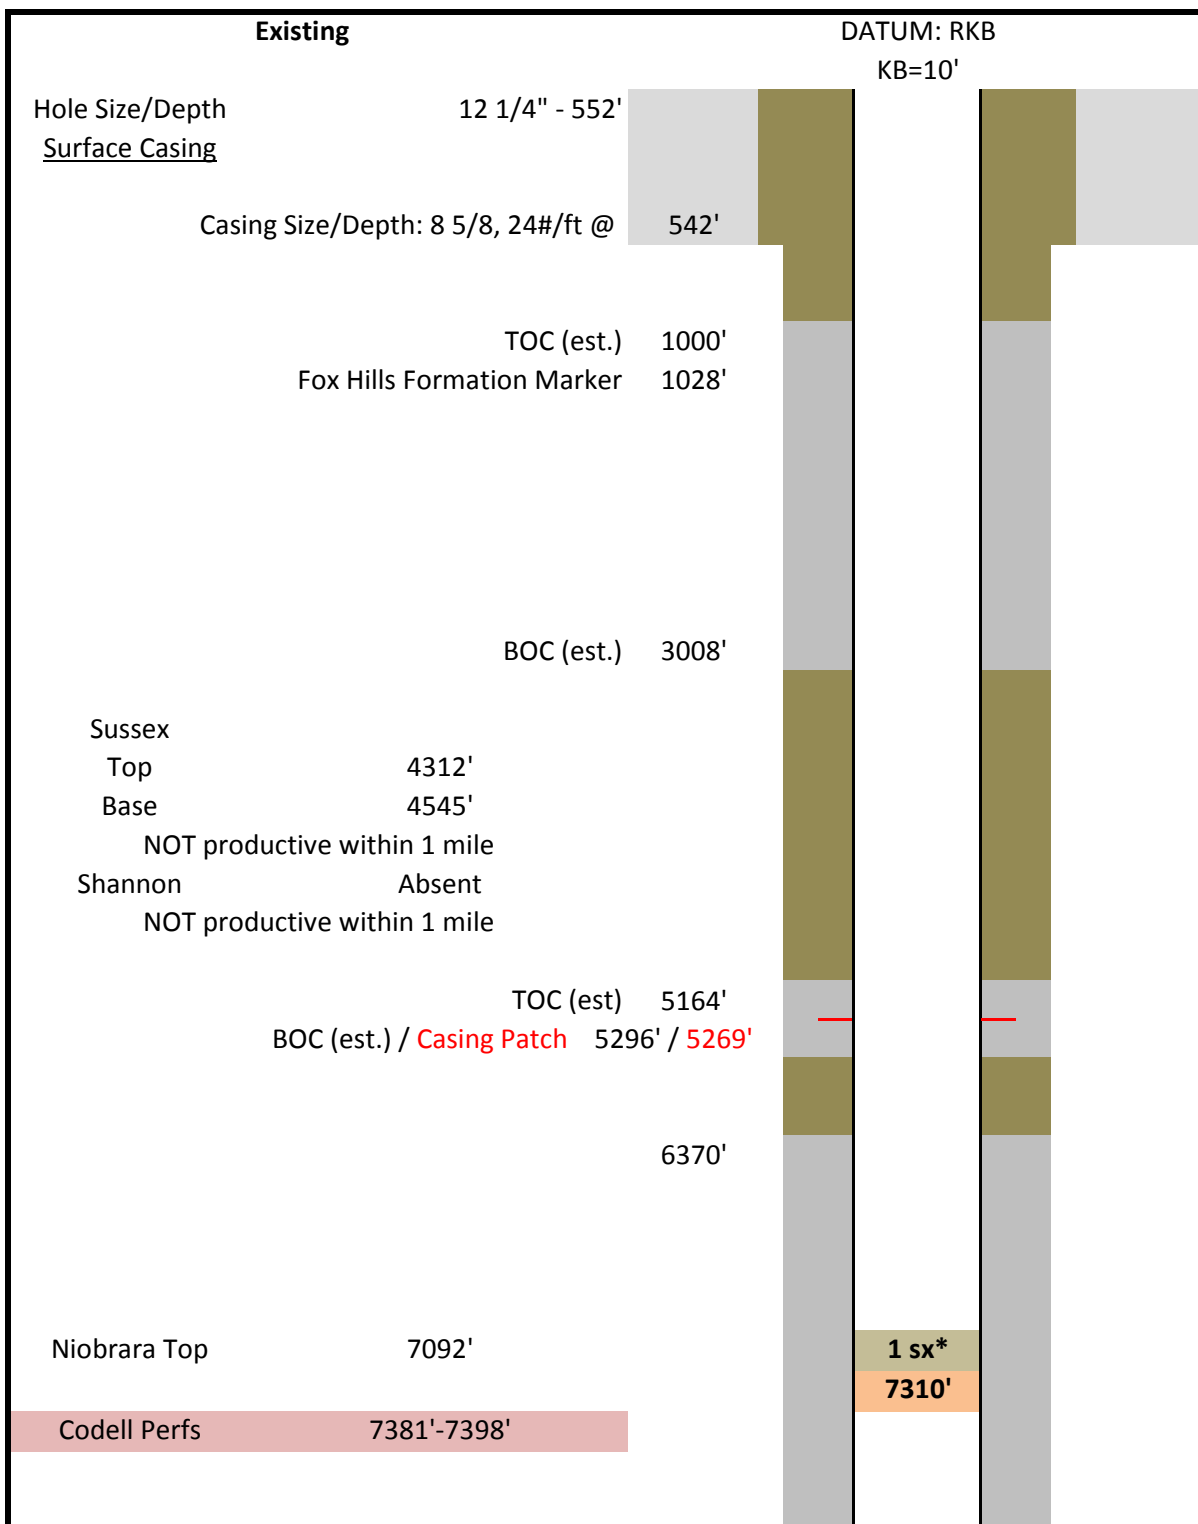 Existing DATUM: RKB
KB=10'
Hole Size/Depth 12 1/4" - 552'
Surface Casing
Casing Size/Depth: 8 5/8, 24#/ft @ 542'
TOC (est.) 1000'
Fox Hills Formation Marker 1028'
BOC (est.) 3008'
Sussex
Top 4312'
Base 4545'
NOT productive within 1 mile
Shannon Absent
NOT productive within 1 mile
TOC (est) 5164'
BOC (est.) / Casing Patch 5296' / 5269'
6370'
Niobrara Top 7092' 1 sx*
7310'
Codell Perfs 7381'-7398'